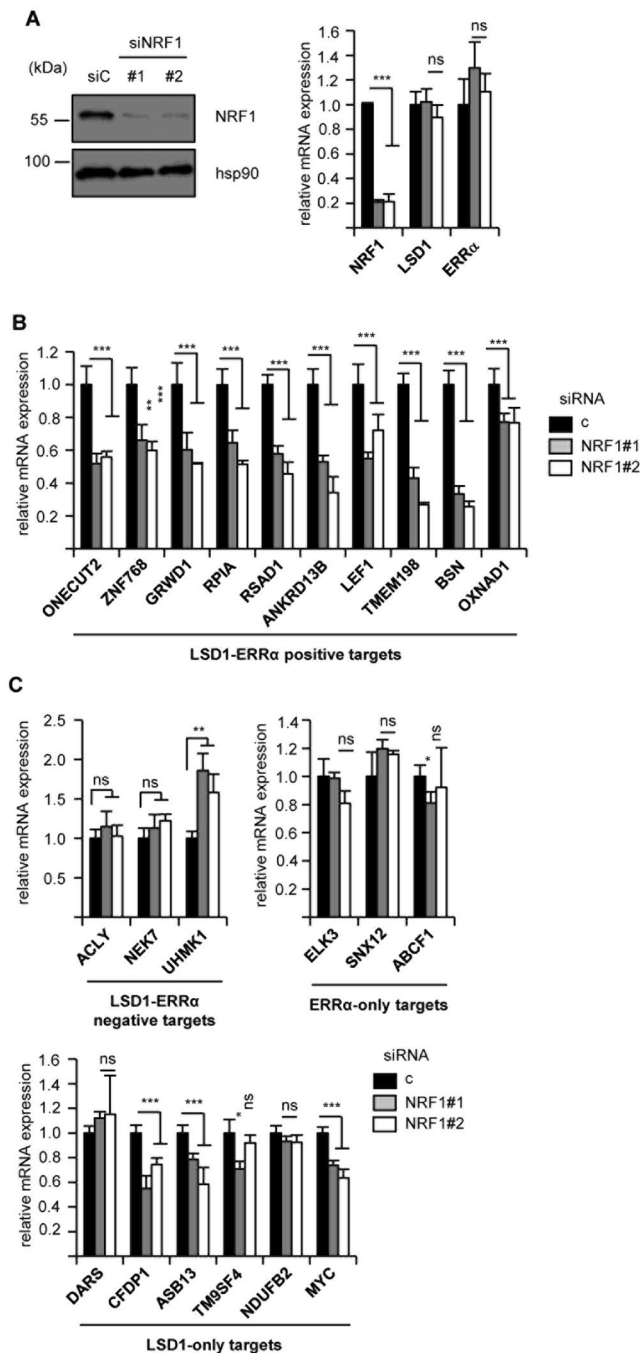 A
siNRF1
(kDa)
siC #1 #2
55
NRF1
100
hsp90
relative mRNA expression
1.6
1.4
1.2
1.0
0.8
0.6
0.4
0.2
***
ns
ns
NRF1
LSD1
ERRα
B
relative mRNA expression
1.2
1.0
0.8
0.6
0.4
0.2
***
**
***
***
***
***
***
***
***
***
***
siRNA
c
NRF1#1
NRF1#2
ONECUT2
ZNF768
GRWD1
RPIA
RSAD1
ANKRD13B
LEF1
TMEM198
BSN
OXNAD1
LSD1-ERRα positive targets
C
relative mRNA expression
2.5
2.0
1.5
1.0
0.5
ns
ns
**
ACLY
NEK7
UHMK1
LSD1-ERRα
negative targets
relative mRNA expression
1.4
1.2
1.0
0.8
0.6
0.4
0.2
ns
ns
*
ns
ELK3
SNX12
ABCF1
ERRα-only targets
relative mRNA expression
1.6
1.4
1.2
1.0
0.8
0.6
0.4
0.2
ns
***
***
*
ns
ns
***
siRNA
c
NRF1#1
NRF1#2
DARS
CFDP1
ASB13
TM9SF4
NDUFB2
MYC
LSD1-only targets